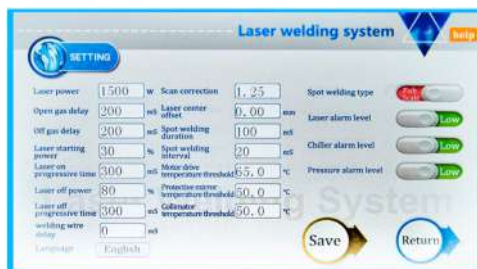 Laser welding system
help
SETTING
Laser power 1500 W Scan correction 1.25 Spot welding type
Open gas delay 200 mS Laser center offset 0.00 mm Laser alarm level Low
Off gas delay 200 mS Spot welding duration 100 mS Chiller alarm level Low
Laser starting power 30 % Spot welding interval 20 mS Pressure alarm level Low
Laser on progressive time 300 mS Motor drive temperature threshold 65.0 ℃
Laser off power 80 % Protective mirror temperature threshold 50.0 ℃
Laser off progressive time 300 mS Collimator temperature threshold 50.0 ℃
welding wire delay 0 mS
Language English
Save
Return